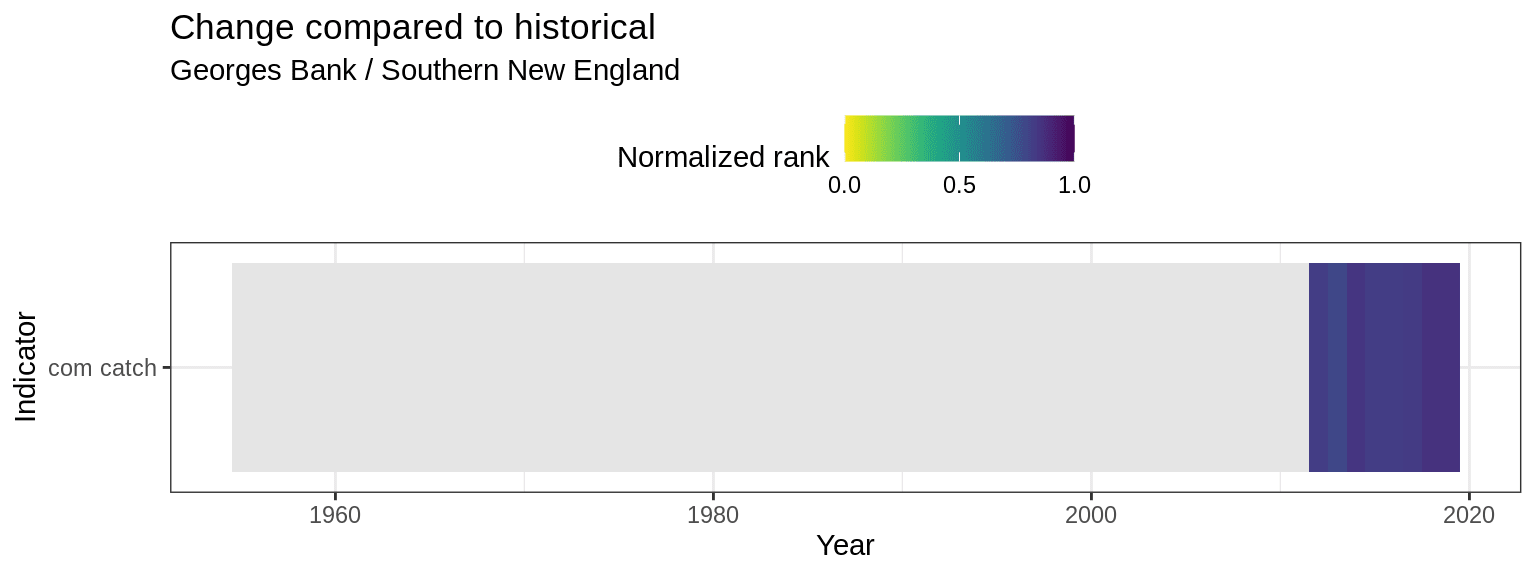 Change compared to historical
Georges Bank / Southern New England
Normalized rank
0.0 0.5 1.0
Indicator
com catch
1960 1980 2000 2020
Year